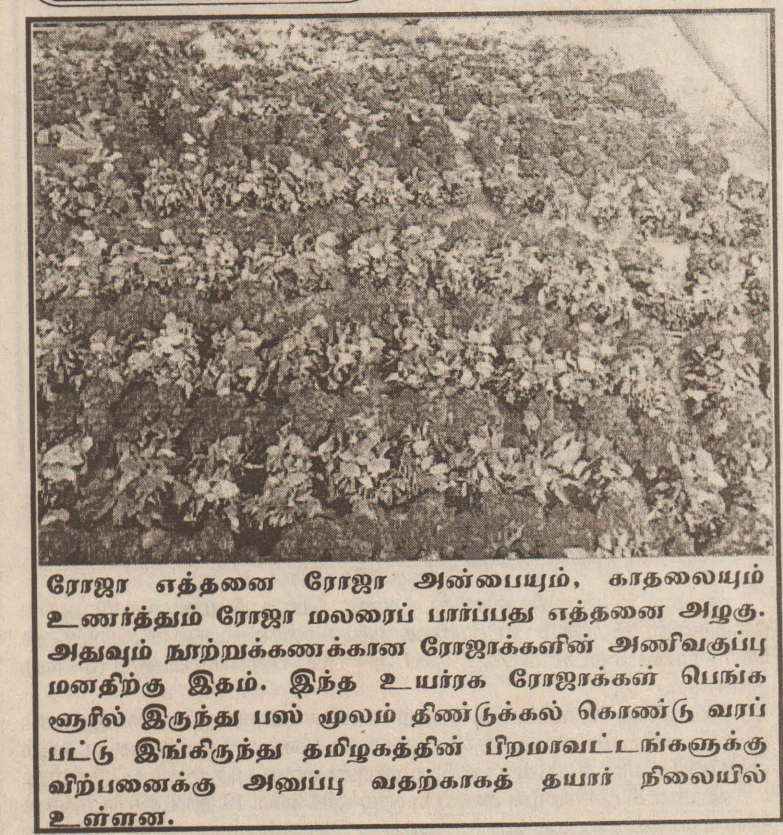 ரோஜா எத்தனை ரோஜா அன்பையும், காதலையும்
உணர்த்தும் ரோஜா மலரைப் பார்ப்பது எத்தனை அழகு.
அதுவும் நூற்றுக்கணக்கான ரோஜாக்களின் அணிவகுப்பு
மனதிற்கு இதம். இந்த உயர்ரக ரோஜாக்கள் பெங்க
ளூரில் இருந்து பஸ் மூலம் திண்டுக்கல் கொண்டு வரப்
பட்டு இங்கிருந்து தமிழகத்தின் பிறமாவட்டங்களுக்கு
விற்பனைக்கு அனுப்பு வதற்காகத் தயார் நிலையில்
உள்ளன.